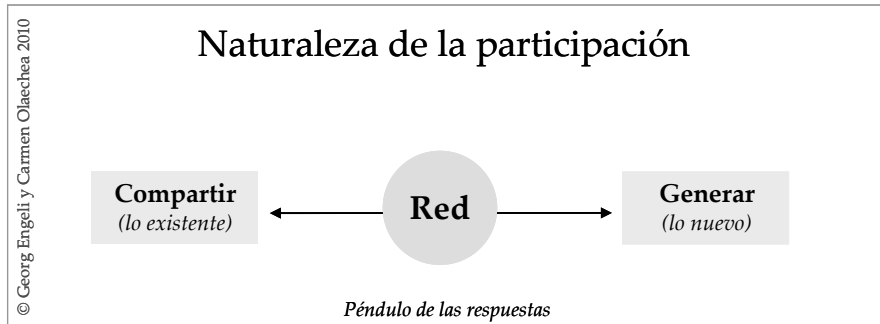 Naturaleza de la participación
© Georg Engeli y Carmen Olaechea 2010
Compartir
(lo existente)
Red
Generar
(lo nuevo)
Péndulo de las respuestas